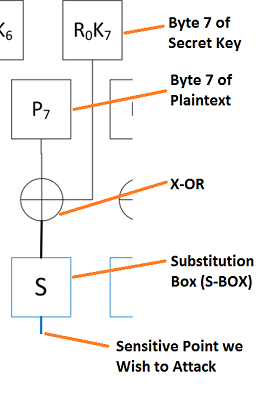 K₆
R₀K₇
Byte 7 of
Secret Key
P₇
Byte 7 of
Plaintext
X-OR
S
Substitution
Box (S-BOX)
Sensitive Point we
Wish to Attack